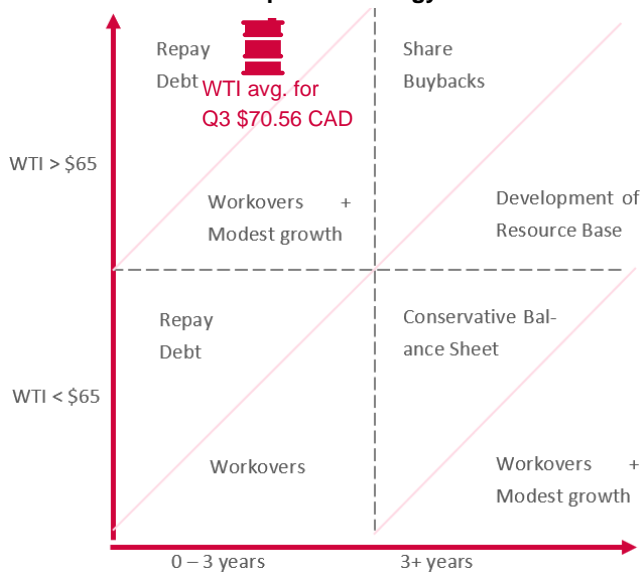 Repay
Debt
WTI avg. for
Q3 $70.56 CAD
Share
Buybacks
WTI > $65
Workovers +
Modest growth
Development of
Resource Base
Repay
Debt
Conservative Bal-
ance Sheet
WTI < $65
Workovers
Workovers +
Modest growth
0 – 3 years
3+ years